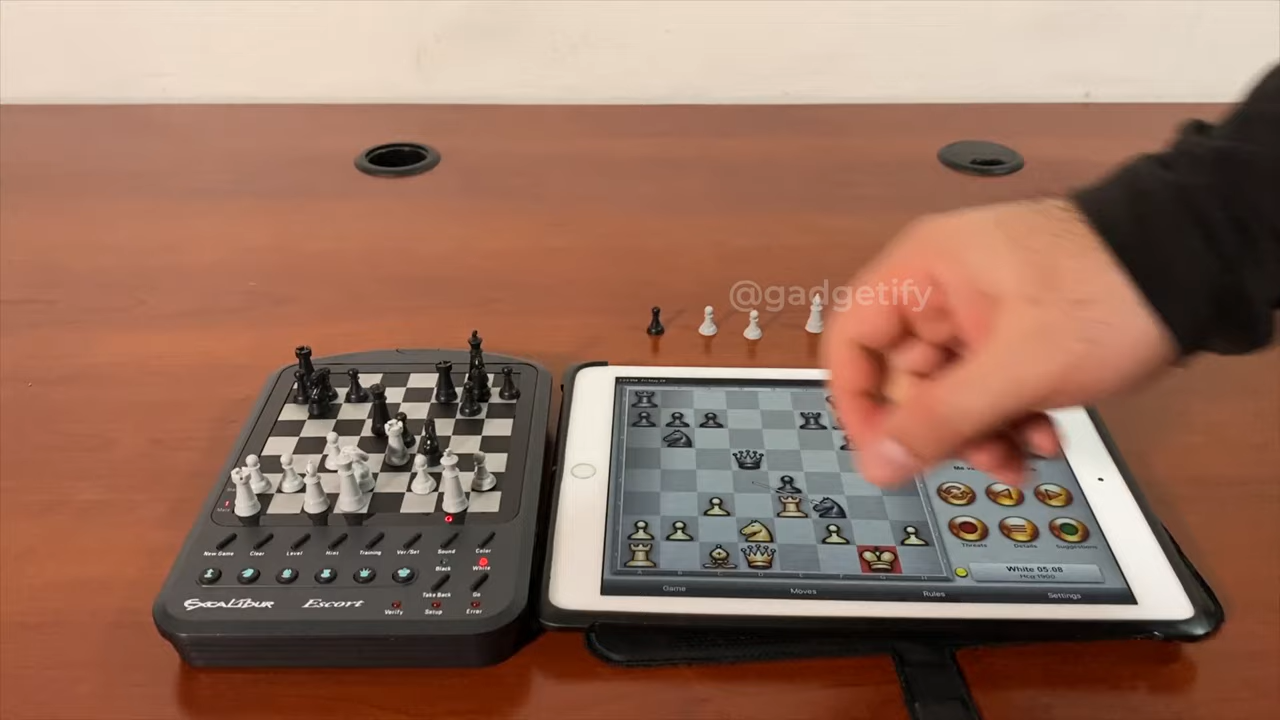 @gadgetify
New Game Clear Level Hint Training Ver/Set Sound Color
Black White
Take Back Go
Excalibur Escort
Verify Setup Error
Threats Details Suggestions
White 05.08
Game Moves Rules Settings